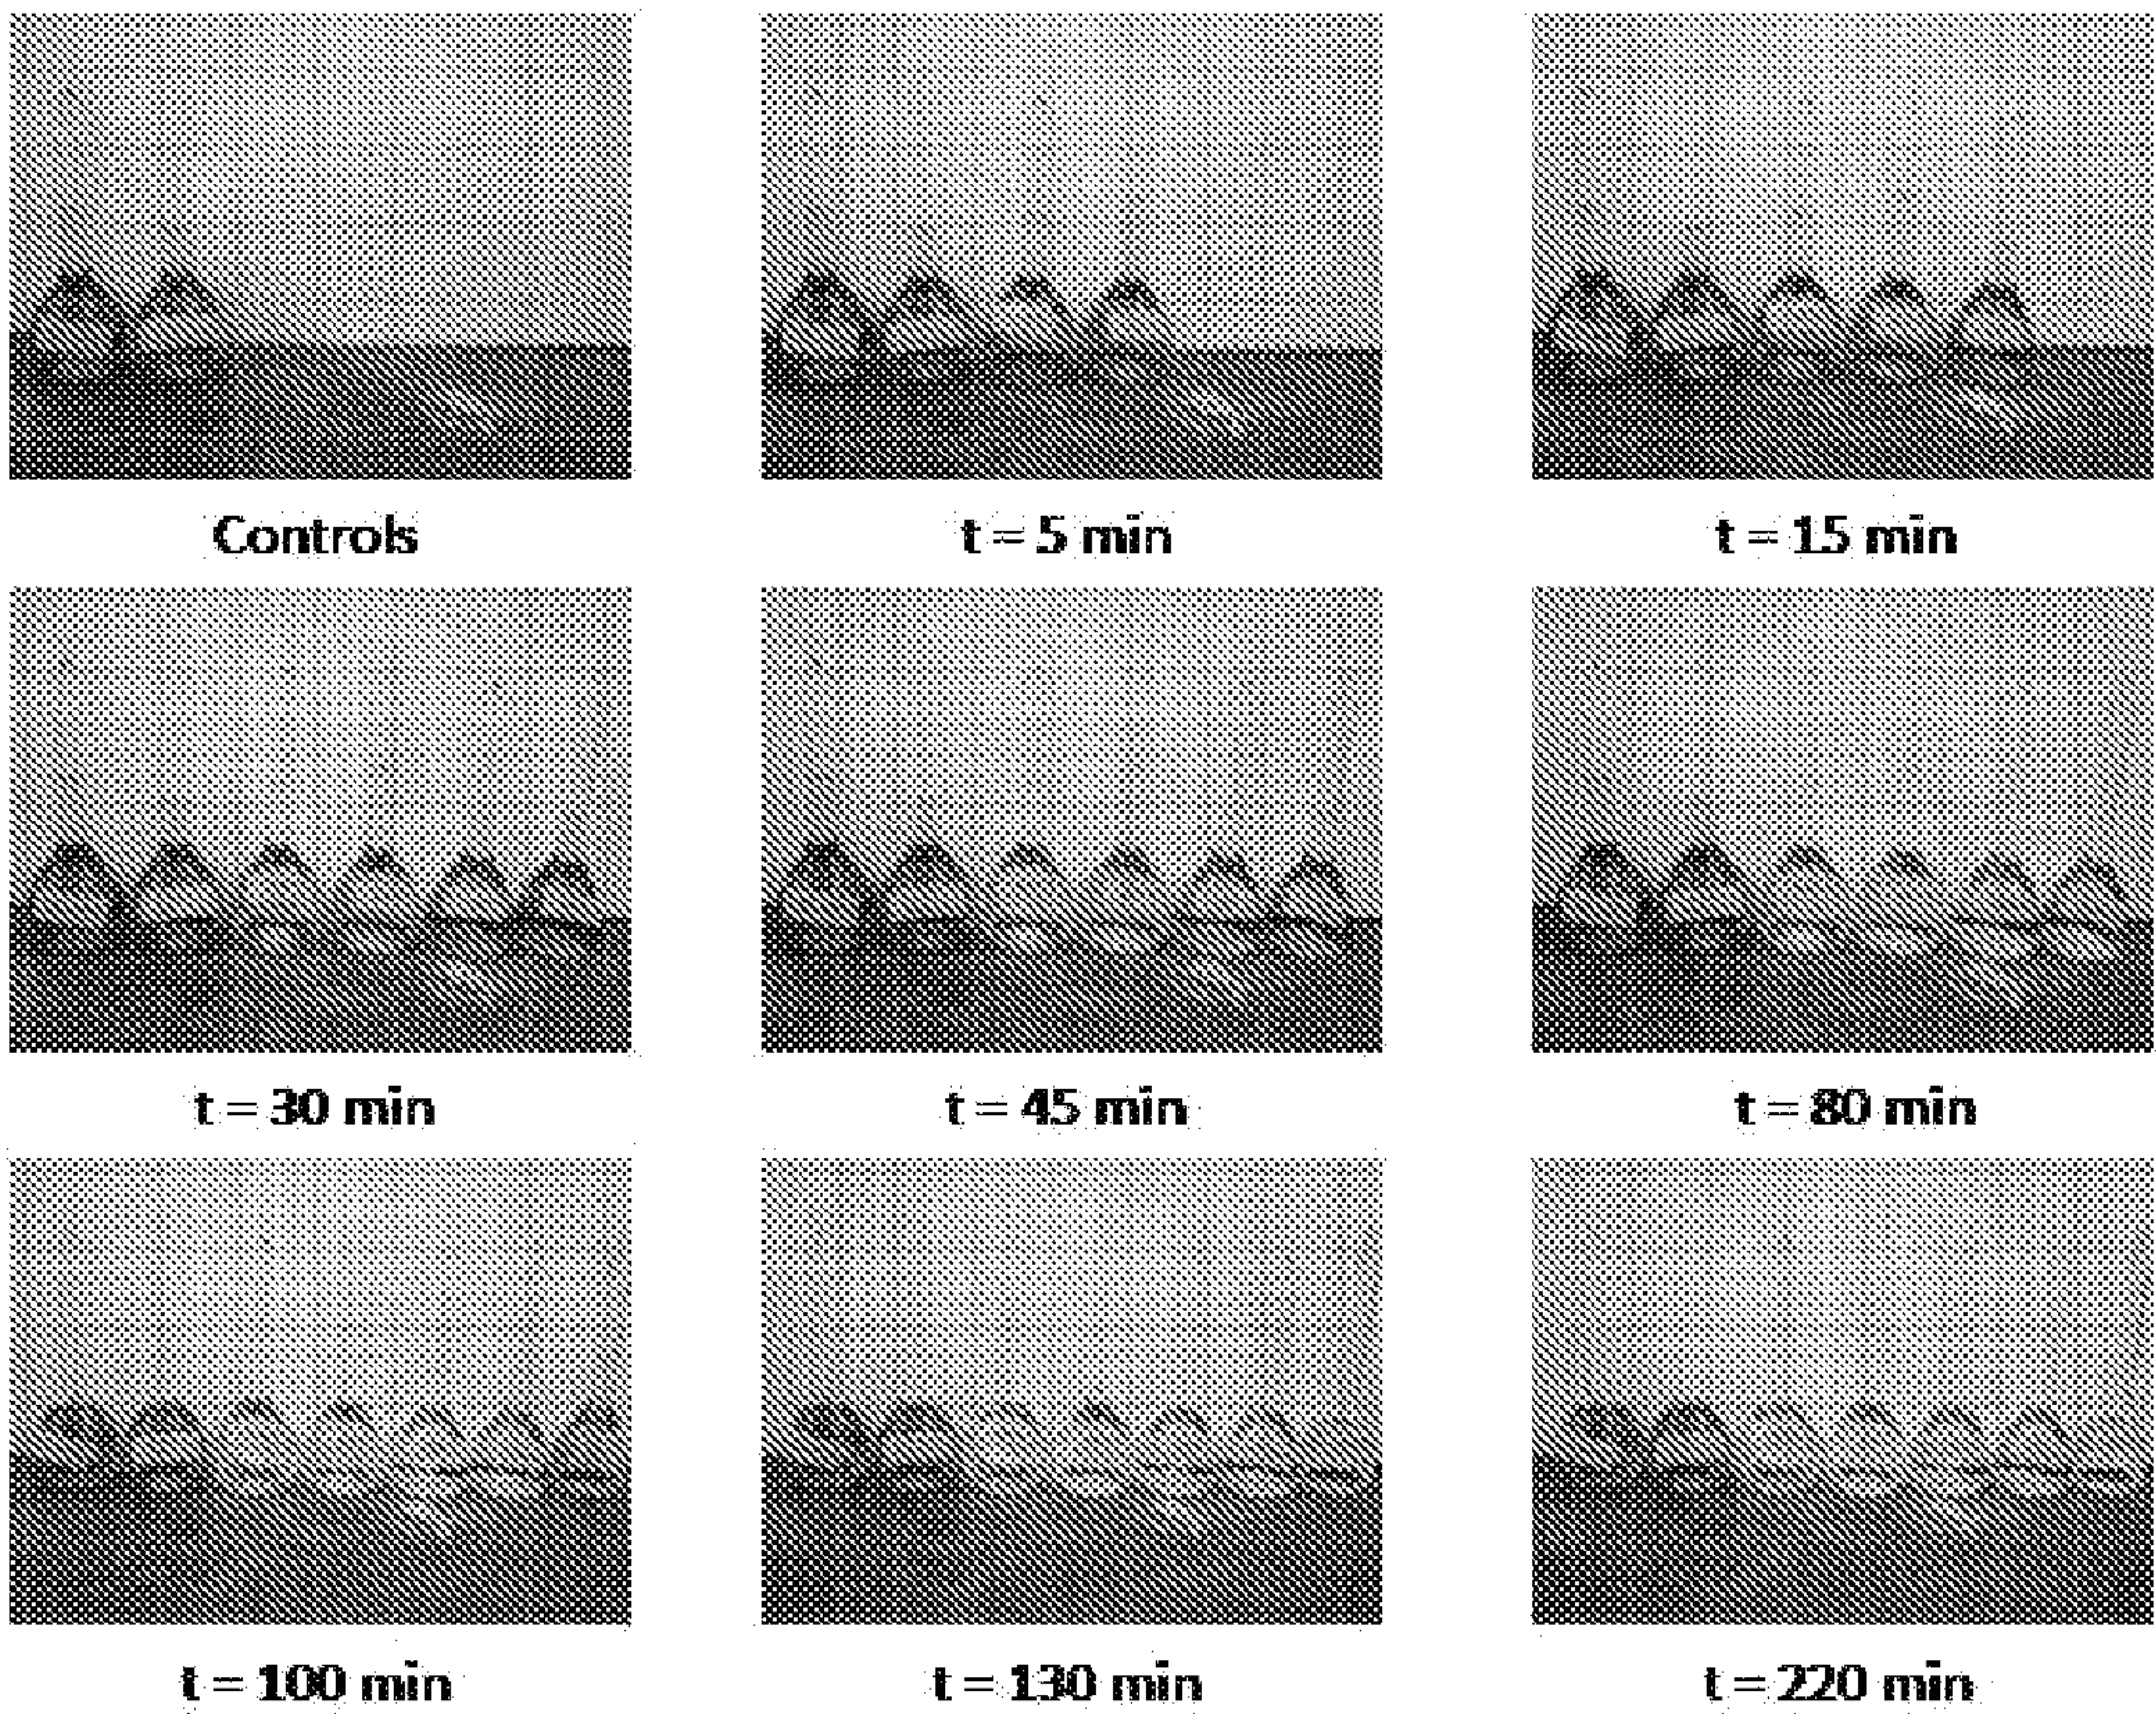 Controls
t = 5 min
t = 15 min
t = 30 min
t = 45 min
t = 80 min
t = 100 min
t = 130 min
t = 220 min